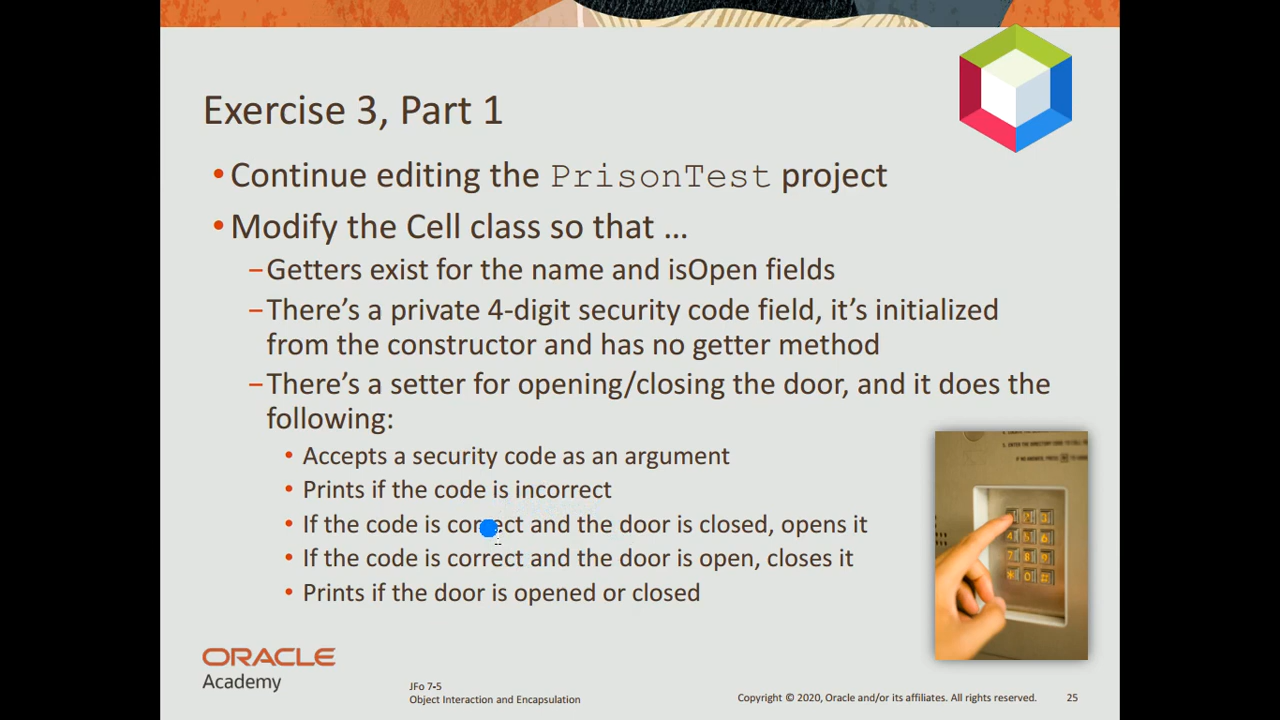 Exercise 3, Part 1
•Continue editing the PrisonTest project
•Modify the Cell class so that …
–Getters exist for the name and isOpen fields
–There’s a private 4-digit security code field, it’s initialized
from the constructor and has no getter method
–There’s a setter for opening/closing the door, and it does the
following:
• Accepts a security code as an argument
• Prints if the code is incorrect
• If the code is correct and the door is closed, opens it
• If the code is correct and the door is open, closes it
• Prints if the door is opened or closed
ORACLE
Academy
JFo 7-5
Object Interaction and Encapsulation
Copyright © 2020, Oracle and/or its affiliates. All rights reserved.
25